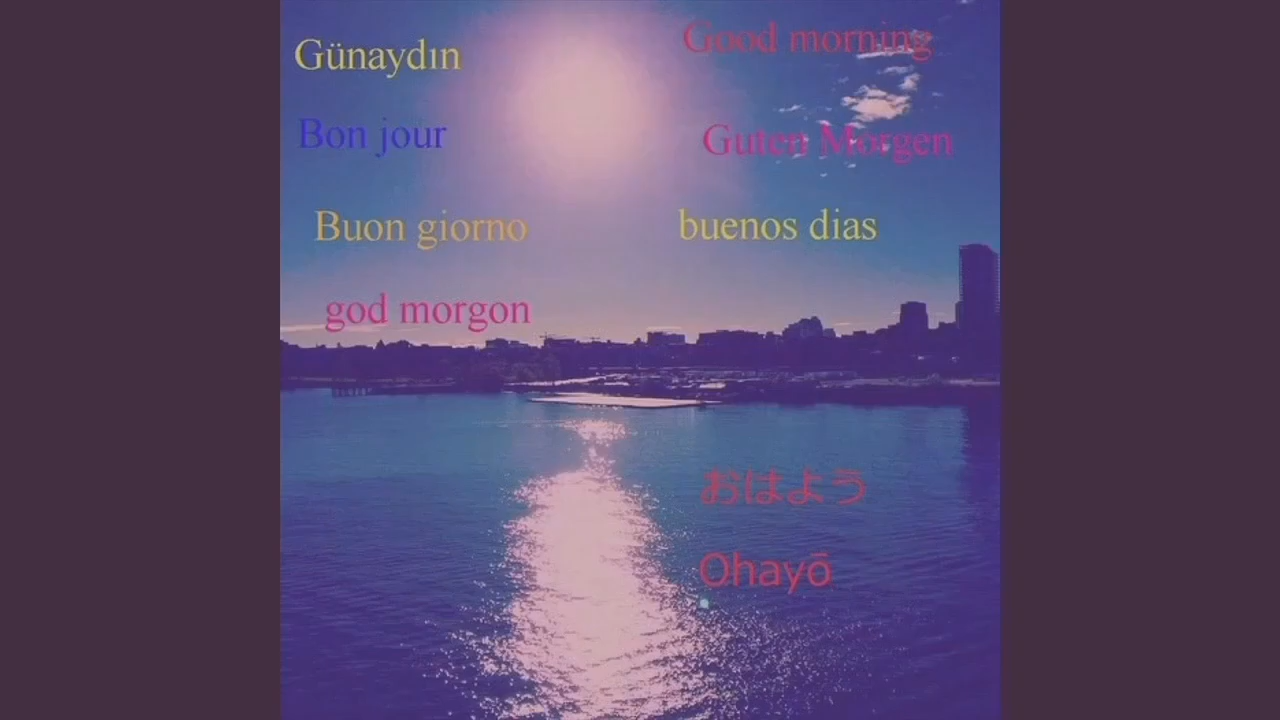 Günaydın
Good morning
Bon jour
Guten Morgen
Buon giorno
buenos dias
god morgon
おはよう
Ohayō